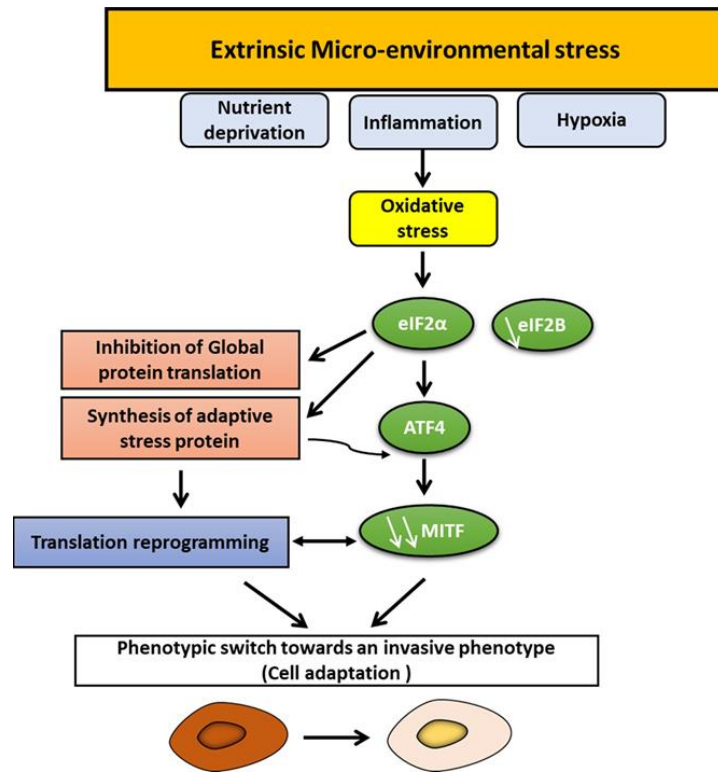 Extrinsic Micro-environmental stress
Nutrient
deprivation
Inflammation
Hypoxia
Oxidative
stress
eIF2α
eIF2B
Inhibition of Global
protein translation
Synthesis of adaptive
stress protein
ATF4
Translation reprogramming
MITF
Phenotypic switch towards an invasive phenotype
(Cell adaptation )